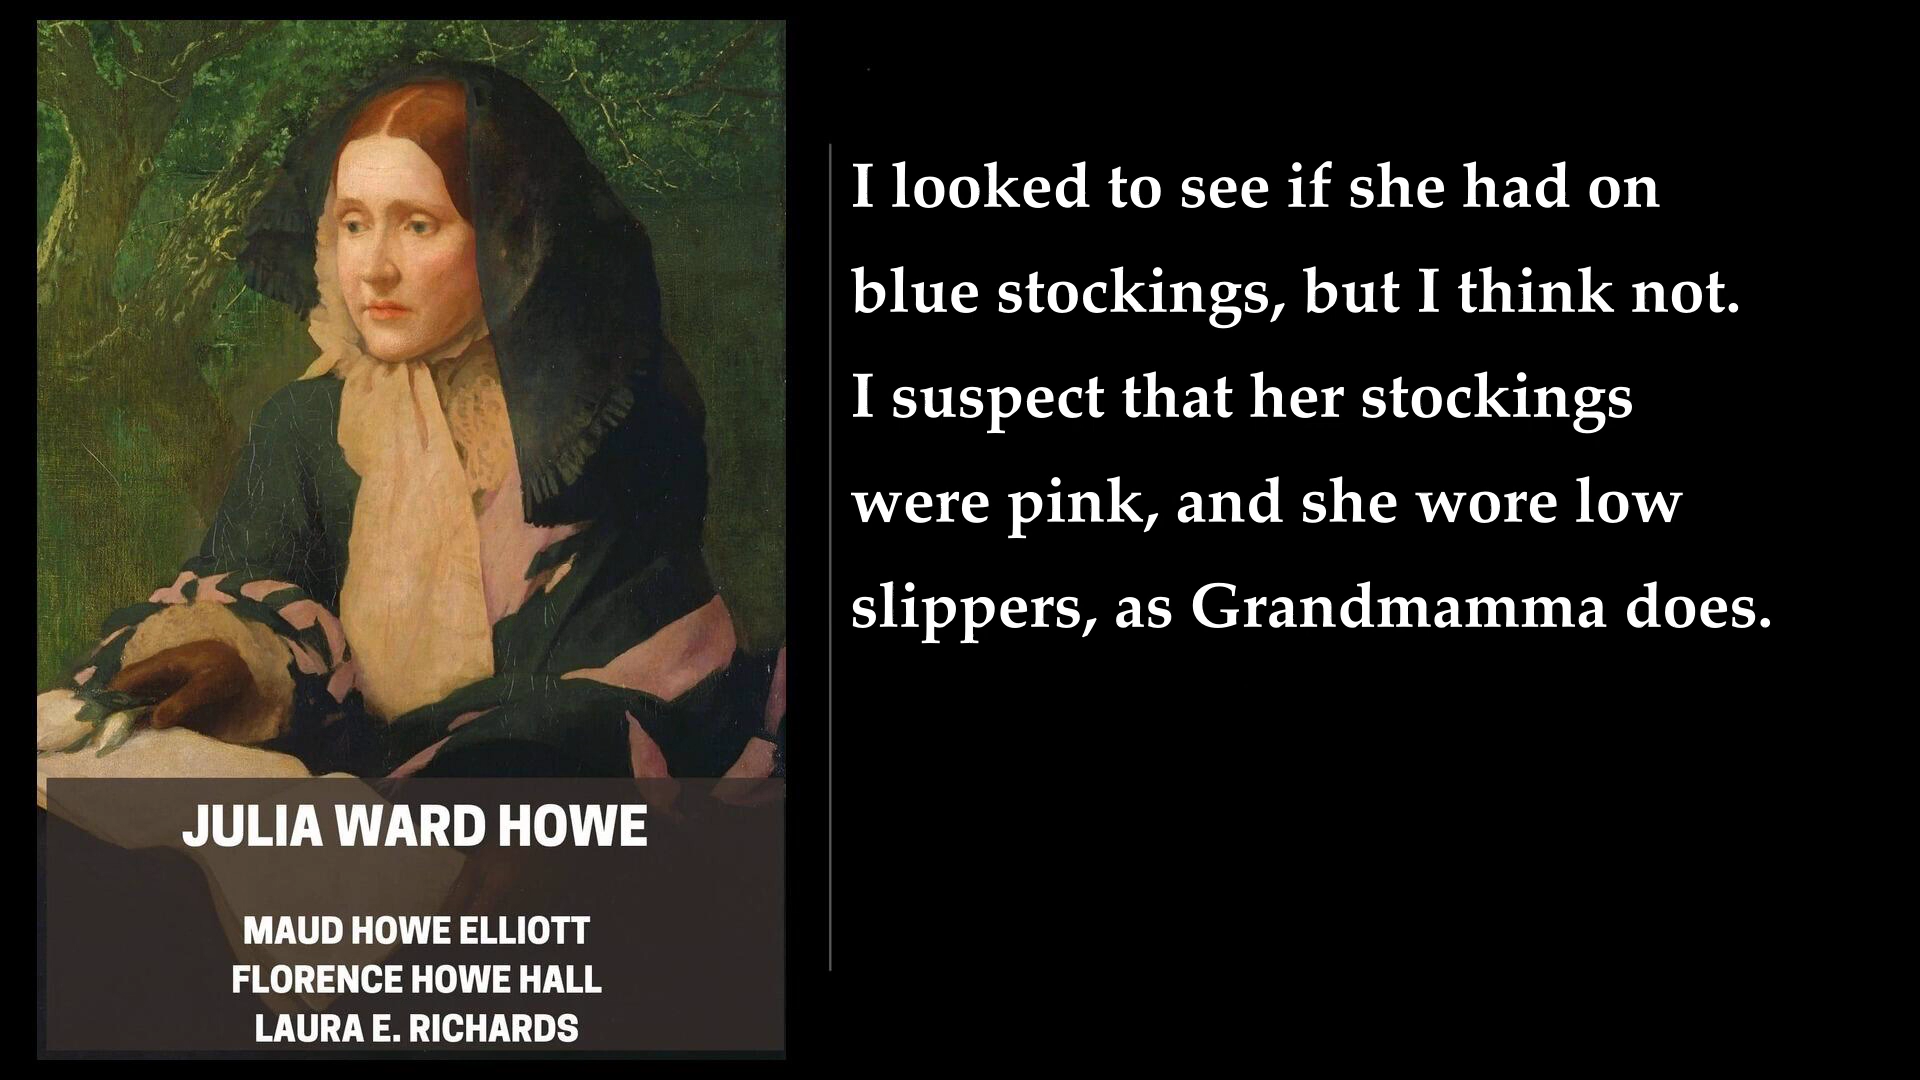 JULIA WARD HOWE
MAUD HOWE ELLIOTT
FLORENCE HOWE HALL
LAURA E. RICHARDS
I looked to see if she had on
blue stockings, but I think not.
I suspect that her stockings
were pink, and she wore low
slippers, as Grandmamma does.